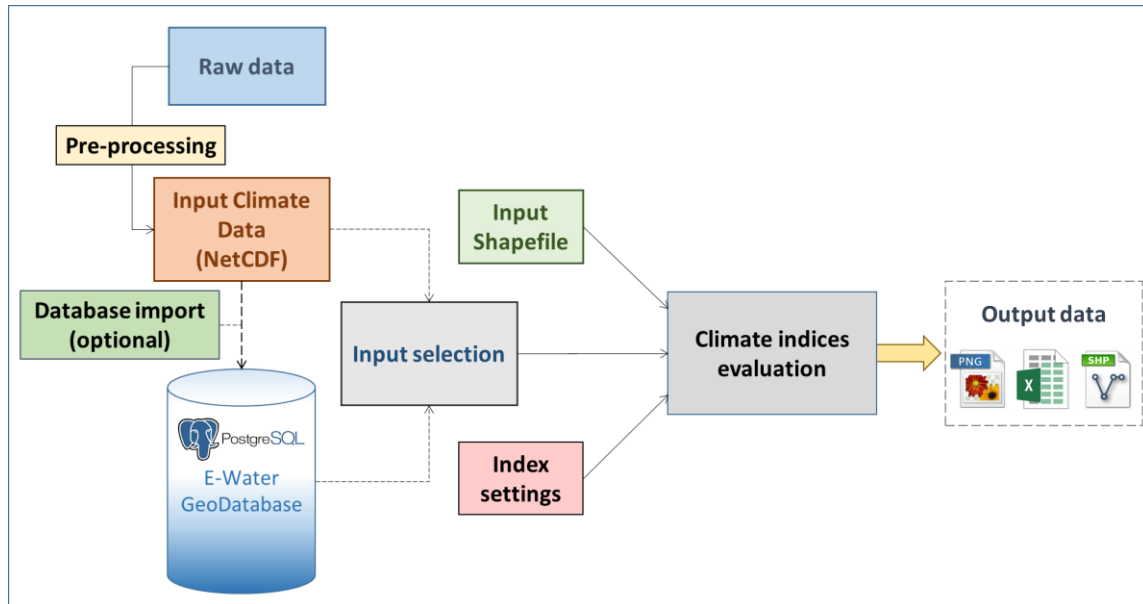 Raw data
Pre-processing
Input Climate
Data
(NetCDF)
Input
Shapefile
Database import
(optional)
Input selection
Climate indices
evaluation
Output data
PNG
X
SHP
PostgreSQL
E-Water
GeoDatabase
Index
settings